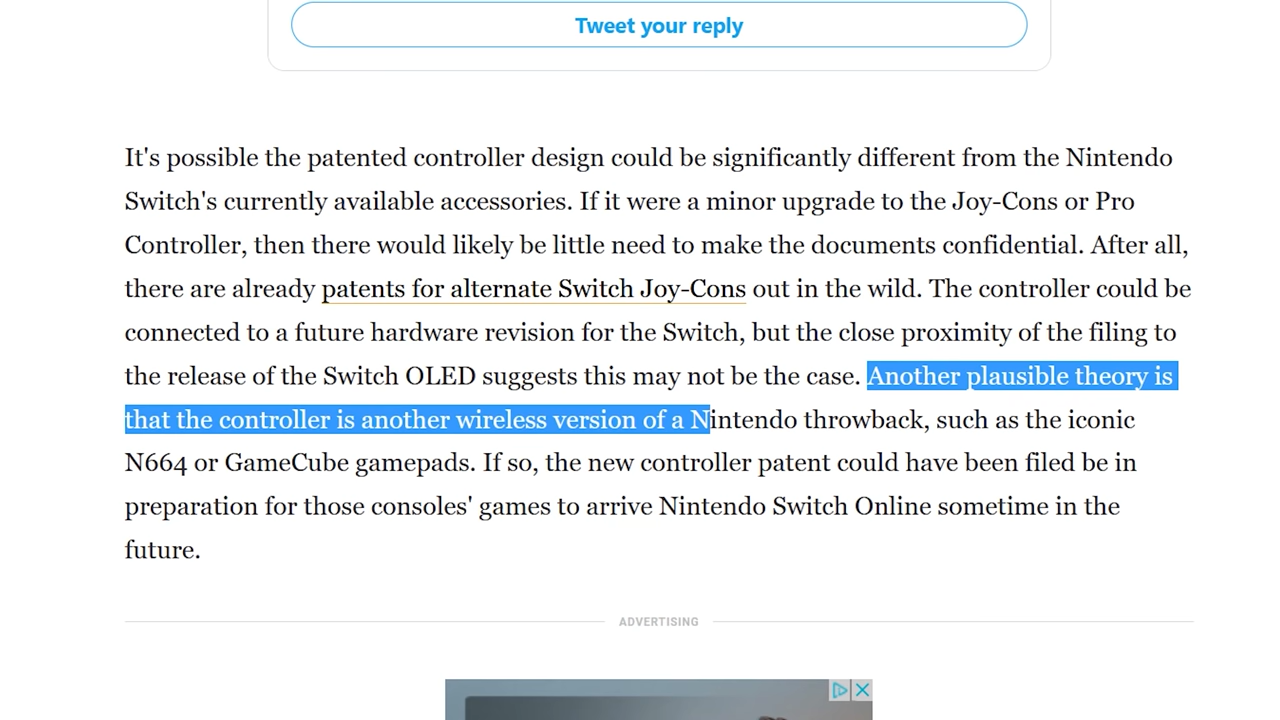 Tweet your reply
It's possible the patented controller design could be significantly different from the Nintendo
Switch's currently available accessories. If it were a minor upgrade to the Joy-Cons or Pro
Controller, then there would likely be little need to make the documents confidential. After all,
there are already patents for alternate Switch Joy-Cons out in the wild. The controller could be
connected to a future hardware revision for the Switch, but the close proximity of the filing to
the release of the Switch OLED suggests this may not be the case. Another plausible theory is
that the controller is another wireless version of a Nintendo throwback, such as the iconic
N664 or GameCube gamepads. If so, the new controller patent could have been filed be in
preparation for those consoles' games to arrive Nintendo Switch Online sometime in the
future.
ADVERTISING